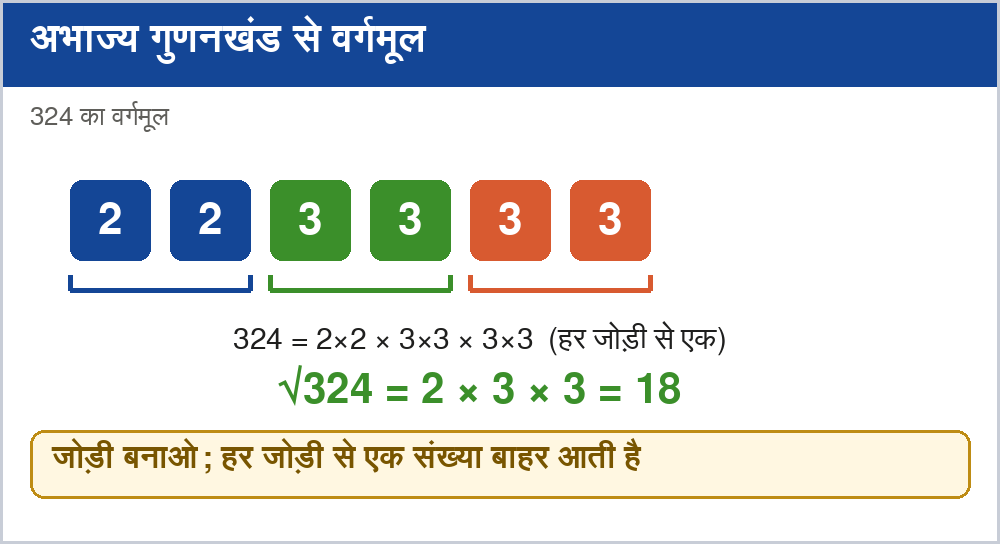 अभाज्य गुणनखंड से वर्गमूल
324 का वर्गमूल
2 2 3 3 3 3
324 = 2×2 × 3×3 × 3×3 (हर जोड़ी से एक)
√324 = 2 × 3 × 3 = 18
जोड़ी बनाओ; हर जोड़ी से एक संख्या बाहर आती है